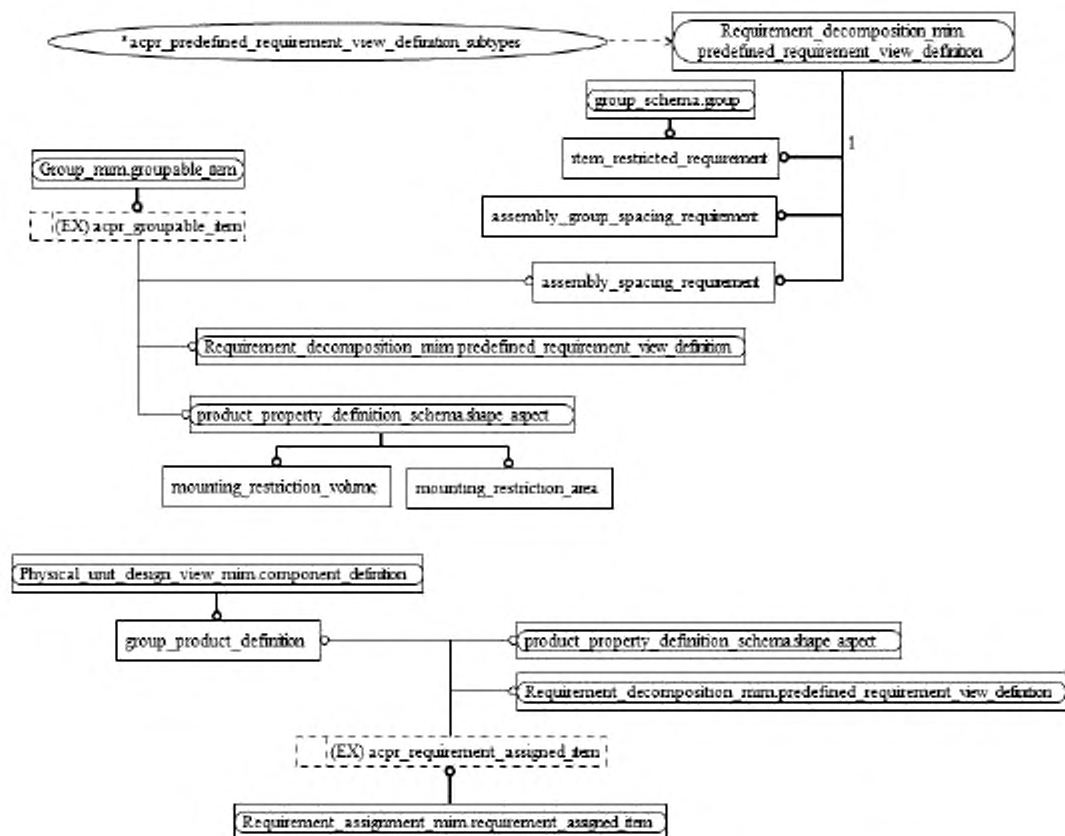 *acpr_predefined_requirement_view_definition_subtypes
Requirement_decomposition_mim.
predefined_requirement_view_definition
group_schema.group
1
item_restricted_requirement
Group_mim.groupable_item
assembly_group_spacing_requirement
(EX) acpr_groupable_item
assembly_spacing_requirement
Requirement_decomposition_mim.predefined_requirement_view_definition
product_property_definition_schema.shape_aspect
mounting_restriction_volume
mounting_restriction_area
Physical_unit_design_view_mim.component_definition
group_product_definition
product_property_definition_schema.shape_aspect
Requirement_decomposition_mim.predefined_requirement_view_definition
(EX) acpr_requirement_assigned_item
Requirement_assignment_mim.requirement_assigned_item